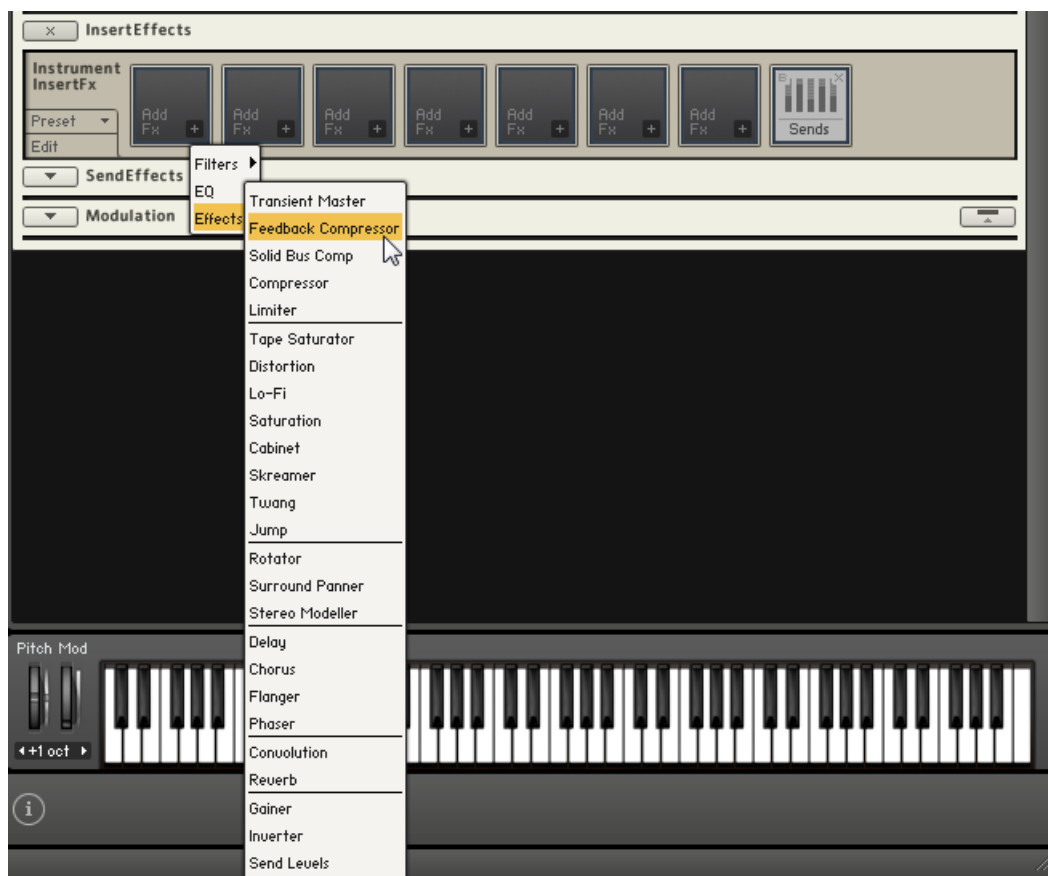 InsertEffects
Instrument
InsertFx
Preset
Edit
Add
Fx +
Add
Fx +
Add
Fx +
Add
Fx +
Add
Fx +
Add
Fx +
Add
Fx +
B X
Sends
SendEffects
Modulation
Filters
EQ
Effects
Transient Master
Feedback Compressor
Solid Bus Comp
Compressor
Limiter
Tape Saturator
Distortion
Lo-Fi
Saturation
Cabinet
Skreamer
Twang
Jump
Rotator
Surround Panner
Stereo Modeller
Delay
Chorus
Flanger
Phaser
Convolution
Reverb
Gainer
Inverter
Send Levels
Pitch Mod
+1 oct
i